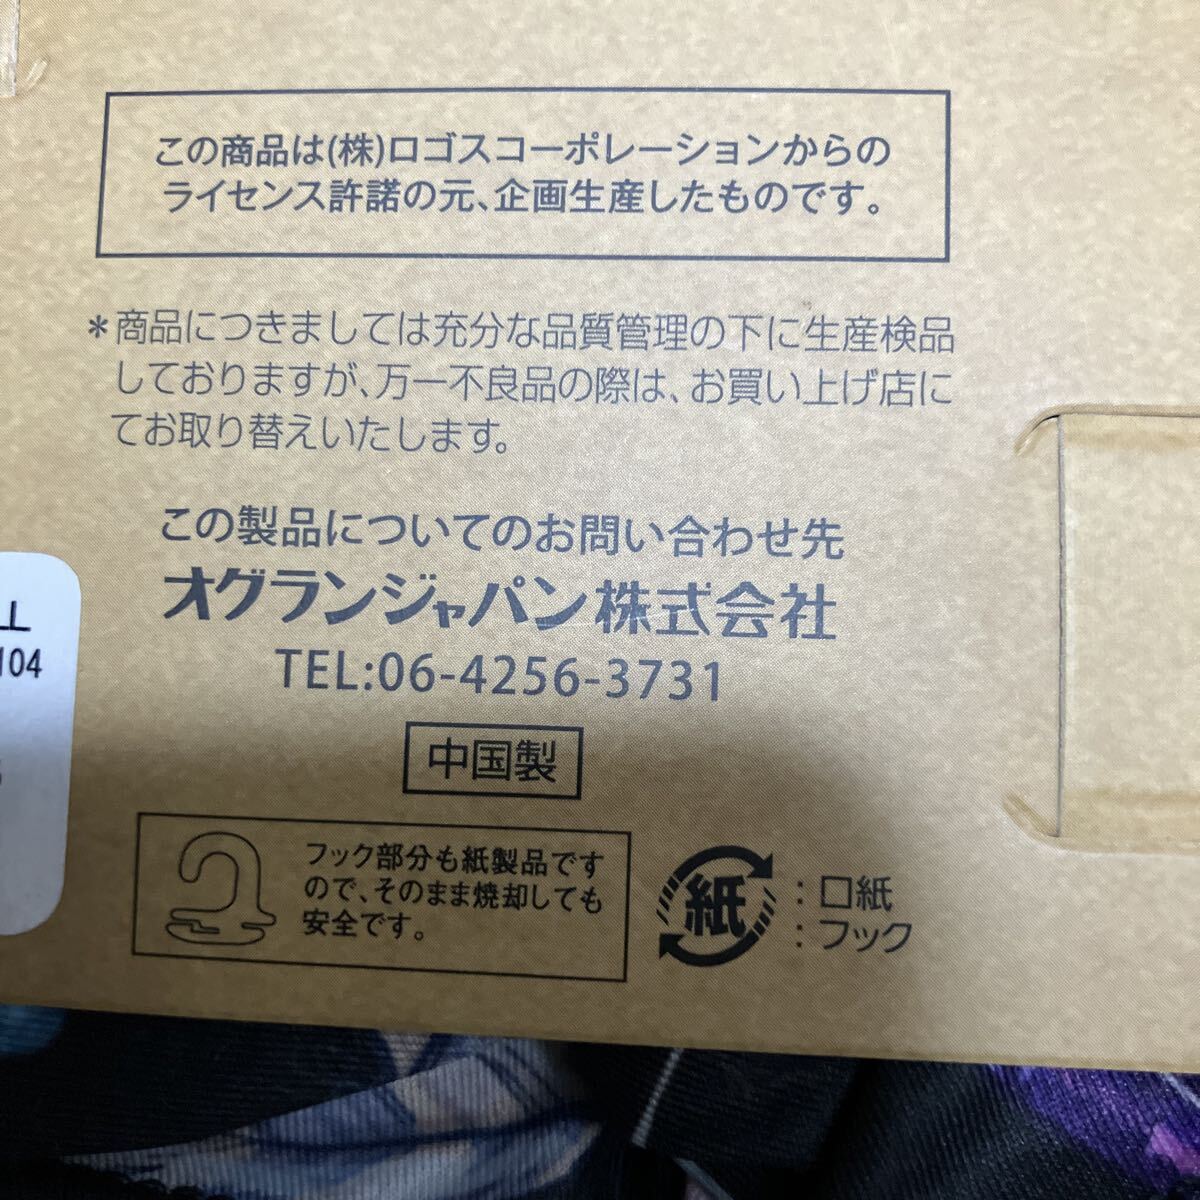 この商品は(株)ロゴスコーポレーションからの
ライセンス許諾の元、企画生産したものです。
＊商品につきましては充分な品質管理の下に生産検品
しておりますが、万一不良品の際は、お買い上げ店に
てお取り替えいたします。
この製品についてのお問い合わせ先
オグランジャパン株式会社
TEL:06-4256-3731
中国製
LL
104
フック部分も紙製品です
ので、そのまま焼却しても
安全です。
紙
：口紙
：フック